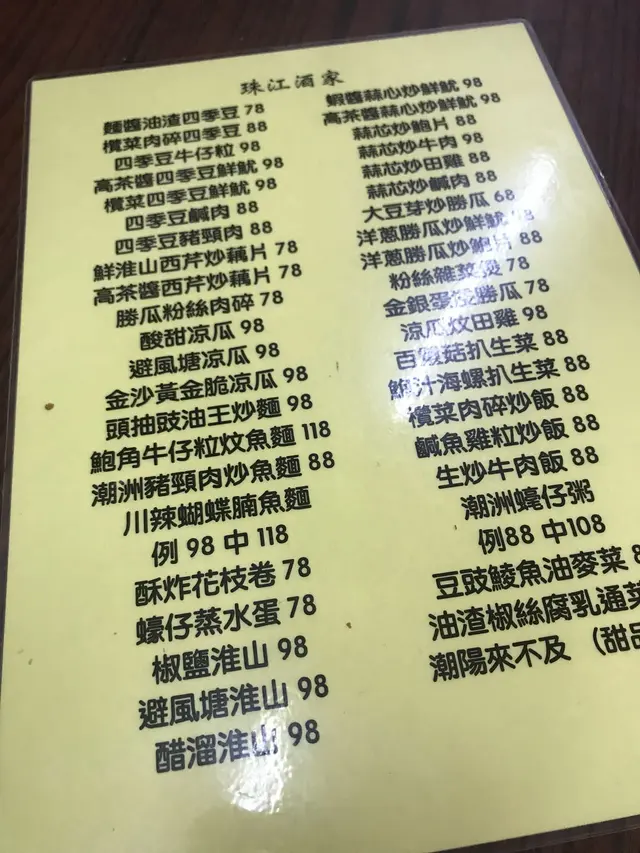 珠江酒家
麵醬油渣四季豆 78
欖菜肉碎四季豆 88
四季豆牛仔粒 98
高茶醬四季豆鮮魷 98
欖菜四季豆鮮魷 98
四季豆鹹肉 88
四季豆豬頸肉 88
鮮淮山西芹炒藕片 78
高茶醬西芹炒藕片 78
勝瓜粉絲肉碎 78
酸甜凉瓜 98
避風塘凉瓜 98
金沙黃金脆凉瓜 98
頭抽豉油王炒麵 98
鮑角牛仔粒炆魚麵 118
潮洲豬頸肉炒魚麵 88
川辣蝴蝶腩魚麵
例 98 中 118
酥炸花枝卷 78
蠔仔蒸水蛋 78
椒鹽淮山 98
避風塘淮山 98
醋溜淮山 98
蝦醬蒜心炒鮮魷 98
高茶醬蒜心炒鮮魷 98
蒜芯炒鮑片 88
蒜芯炒牛肉 98
蒜芯炒田雞 88
蒜芯炒鹹肉 88
大豆芽炒勝瓜 68
洋蔥勝瓜炒鮮魷
洋蔥勝瓜炒鮑片 88
粉絲雜菜煲 78
金銀蛋浸勝瓜 78
凉瓜炆田雞 98
百靈菇扒生菜 88
鮑汁海螺扒生菜 88
欖菜肉碎炒飯 88
鹹魚雞粒炒飯 88
生炒牛肉飯 88
潮洲蠔仔粥
例88 中108
豆豉鯪魚油麥菜
油渣椒絲腐乳通菜
潮陽來不及 (甜品